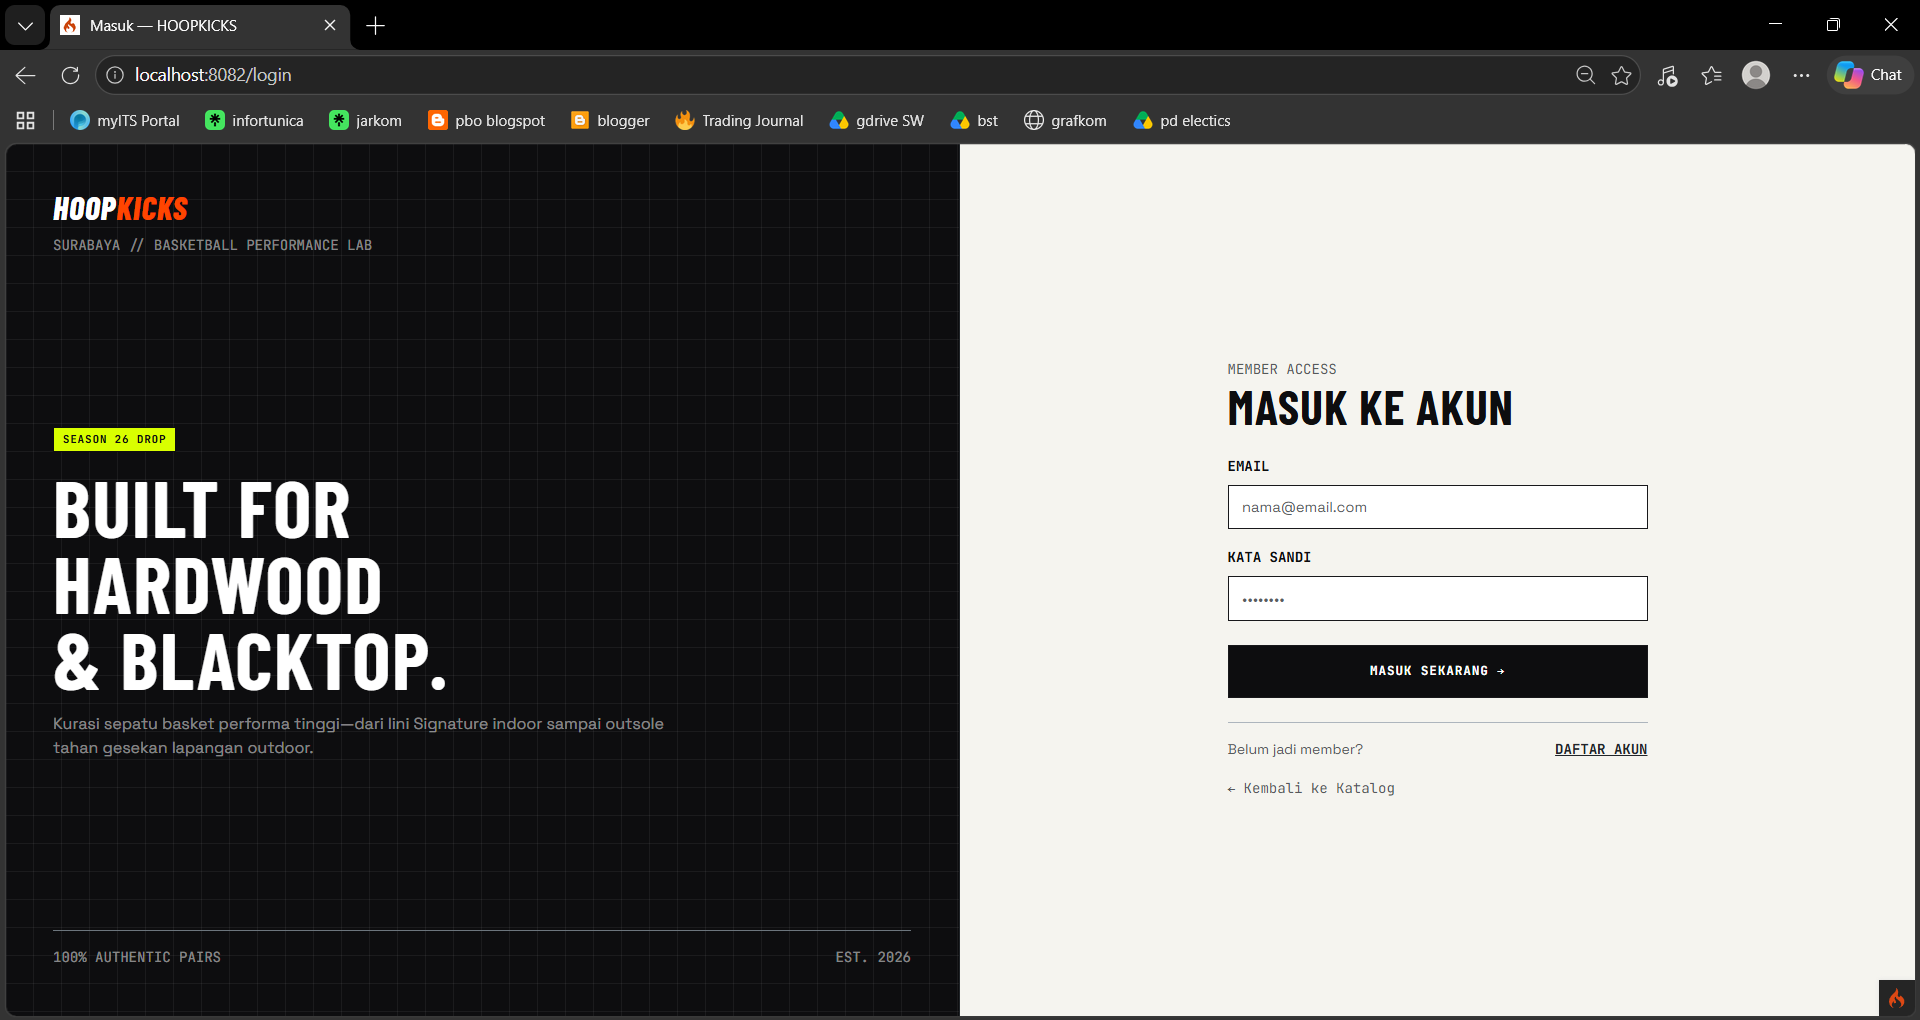 Masuk — HOOPKICKS
localhost:8082/login
Chat
myITS Portal
infortunica
jarkom
pbo blogspot
blogger
Trading Journal
gdrive SW
bst
grafkom
pd electics
HOOPKICKS
SURABAYA // BASKETBALL PERFORMANCE LAB
SEASON 26 DROP
BUILT FOR
HARDWOOD
& BLACKTOP.
Kurasi sepatu basket performa tinggi—dari lini Signature indoor sampai outsole
tahan gesekan lapangan outdoor.
100% AUTHENTIC PAIRS
EST. 2026
MEMBER ACCESS
MASUK KE AKUN
EMAIL
nama@email.com
KATA SANDI
••••••••
MASUK SEKARANG →
Belum jadi member?
DAFTAR AKUN
← Kembali ke Katalog